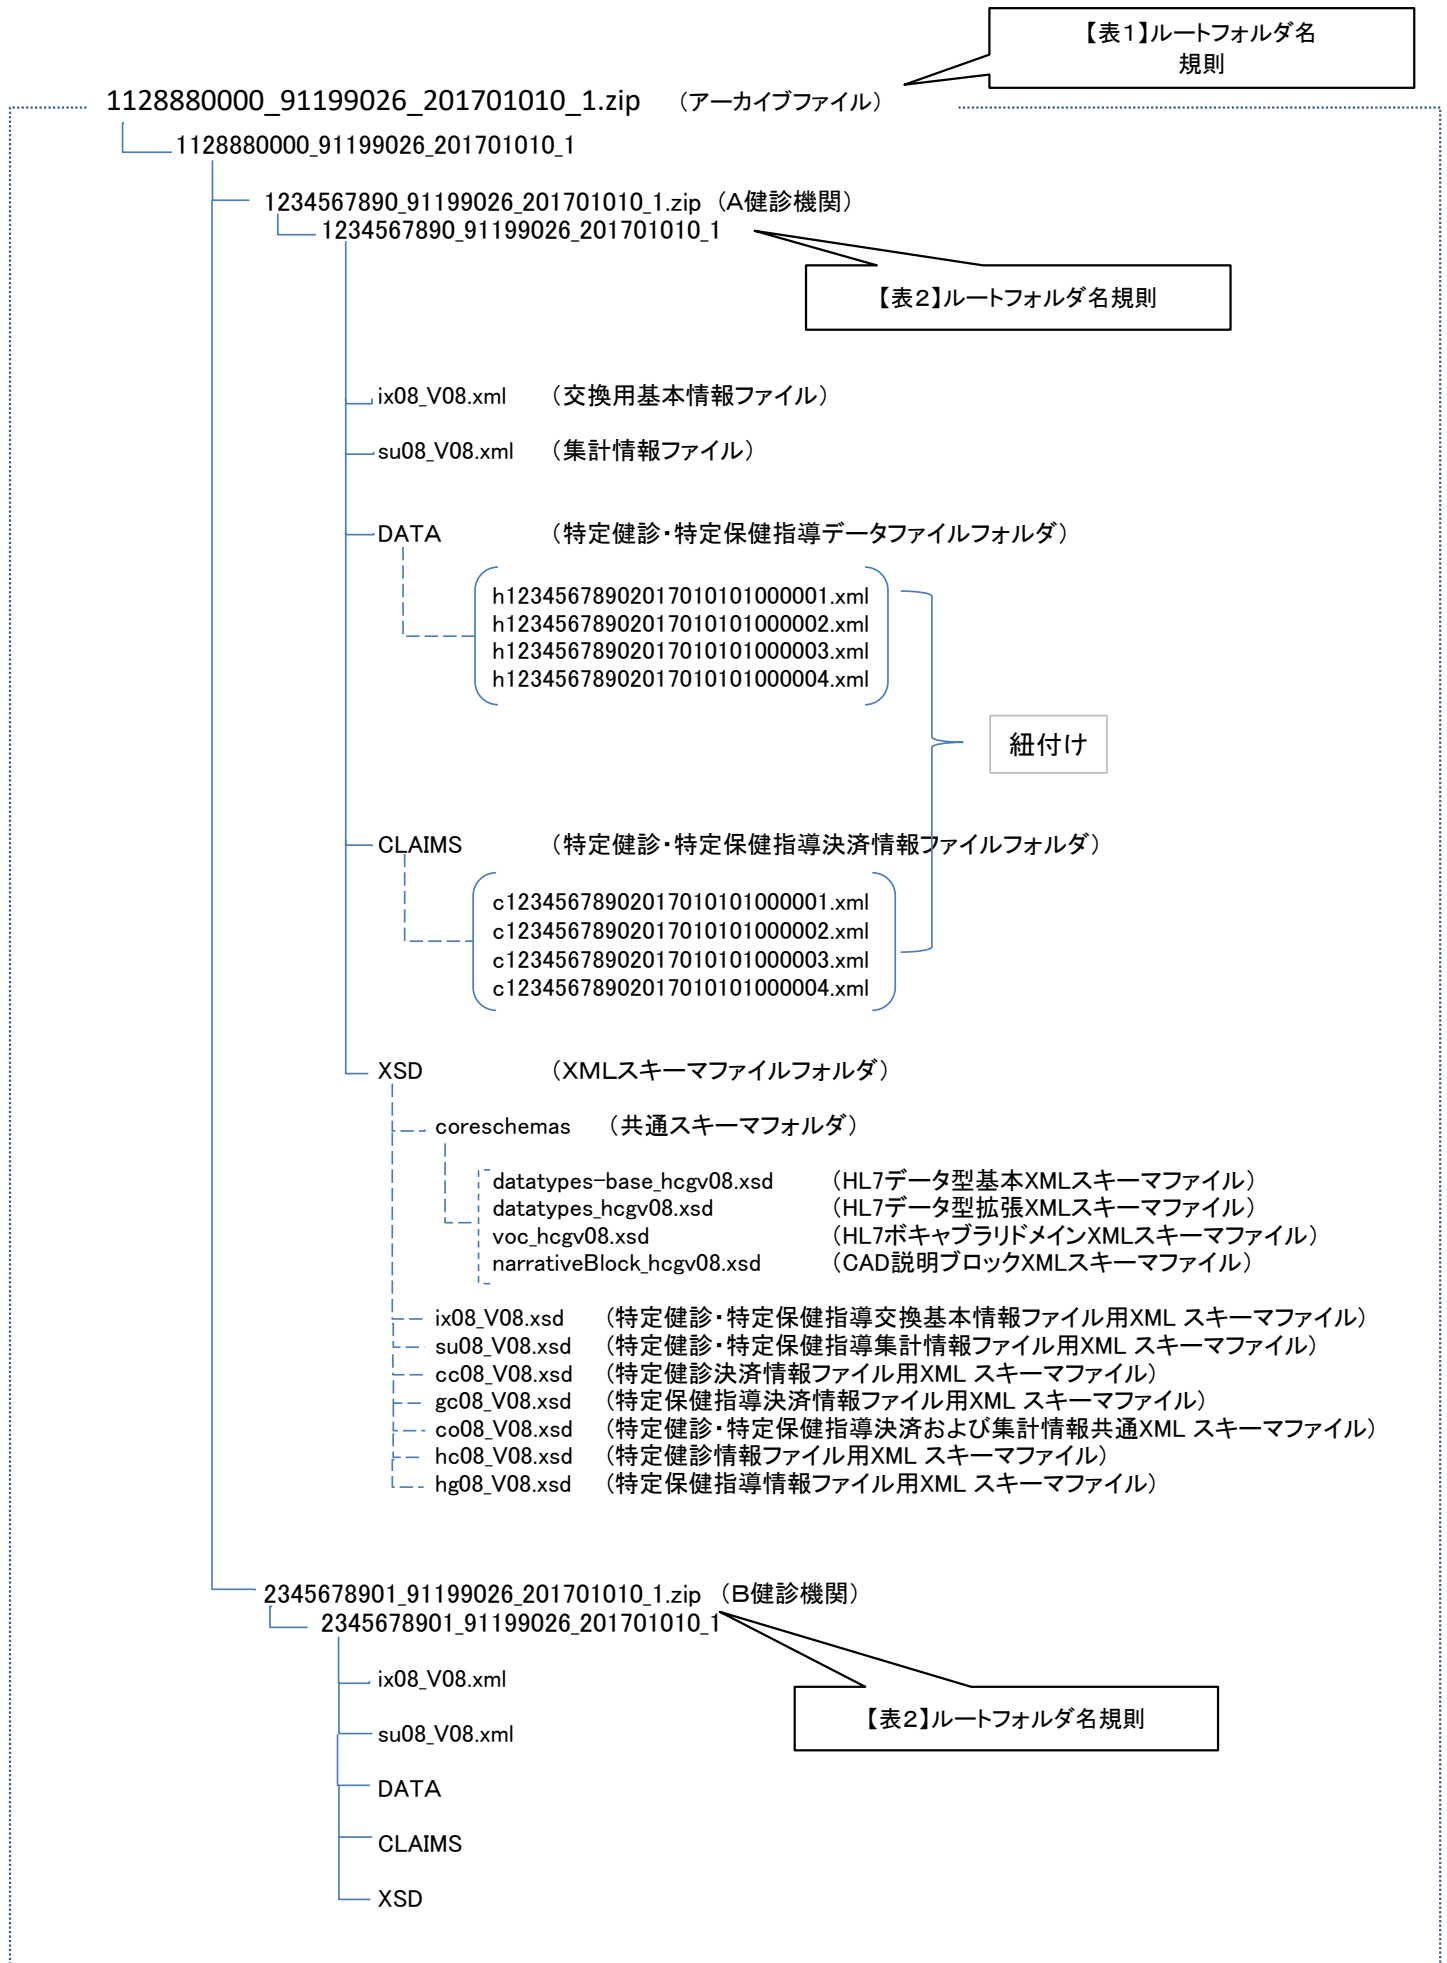 【表１】ルートフォルダ名
規則
1128880000_91199026_201701010_1.zip （アーカイブファイル）
1128880000_91199026_201701010_1
1234567890_91199026_201701010_1.zip （Ａ健診機関）
1234567890_91199026_201701010_1
【表２】ルートフォルダ名規則
ix08_V08.xml （交換用基本情報ファイル）
su08_V08.xml （集計情報ファイル）
DATA （特定健診・特定保健指導データファイルフォルダ）
h12345678902017010101000001.xml
h12345678902017010101000002.xml
h12345678902017010101000003.xml
h12345678902017010101000004.xml
紐付け
CLAIMS （特定健診・特定保健指導決済情報ファイルフォルダ）
c12345678902017010101000001.xml
c12345678902017010101000002.xml
c12345678902017010101000003.xml
c12345678902017010101000004.xml
XSD （XMLスキーマファイルフォルダ）
coreschemas （共通スキーマフォルダ）
datatypes-base_hcgv08.xsd （HL7データ型基本XMLスキーマファイル）
datatypes_hcgv08.xsd （HL7データ型拡張XMLスキーマファイル）
voc_hcgv08.xsd （HL7ボキャブラリドメインXMLスキーマファイル）
narrativeBlock_hcgv08.xsd （CAD説明ブロックXMLスキーマファイル）
ix08_V08.xsd （特定健診・特定保健指導交換基本情報ファイル用XML スキーマファイル）
su08_V08.xsd （特定健診・特定保健指導集計情報ファイル用XML スキーマファイル）
cc08_V08.xsd （特定健診決済情報ファイル用XML スキーマファイル）
gc08_V08.xsd （特定保健指導決済情報ファイル用XML スキーマファイル）
co08_V08.xsd （特定健診・特定保健指導決済および集計情報共通XML スキーマファイル）
hc08_V08.xsd （特定健診情報ファイル用XML スキーマファイル）
hg08_V08.xsd （特定保健指導情報ファイル用XML スキーマファイル）
2345678901_91199026_201701010_1.zip （Ｂ健診機関）
2345678901_91199026_201701010_1
ix08_V08.xml
【表２】ルートフォルダ名規則
su08_V08.xml
DATA
CLAIMS
XSD